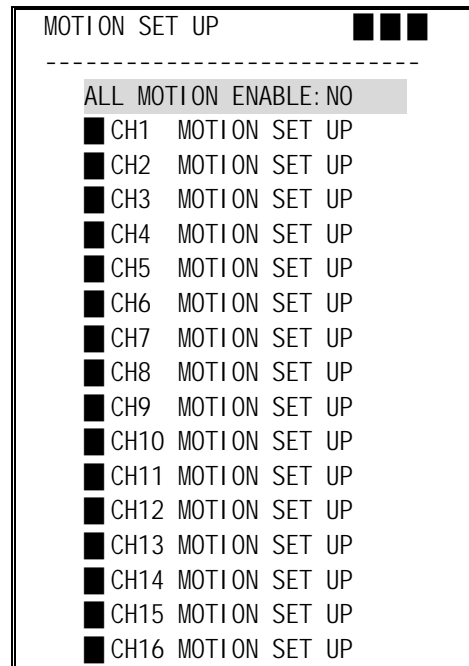 MOTION SET UP
-----------------------------
ALL MOTION ENABLE:NO
CH1 MOTION SET UP
CH2 MOTION SET UP
CH3 MOTION SET UP
CH4 MOTION SET UP
CH5 MOTION SET UP
CH6 MOTION SET UP
CH7 MOTION SET UP
CH8 MOTION SET UP
CH9 MOTION SET UP
CH10 MOTION SET UP
CH11 MOTION SET UP
CH12 MOTION SET UP
CH13 MOTION SET UP
CH14 MOTION SET UP
CH15 MOTION SET UP
CH16 MOTION SET UP